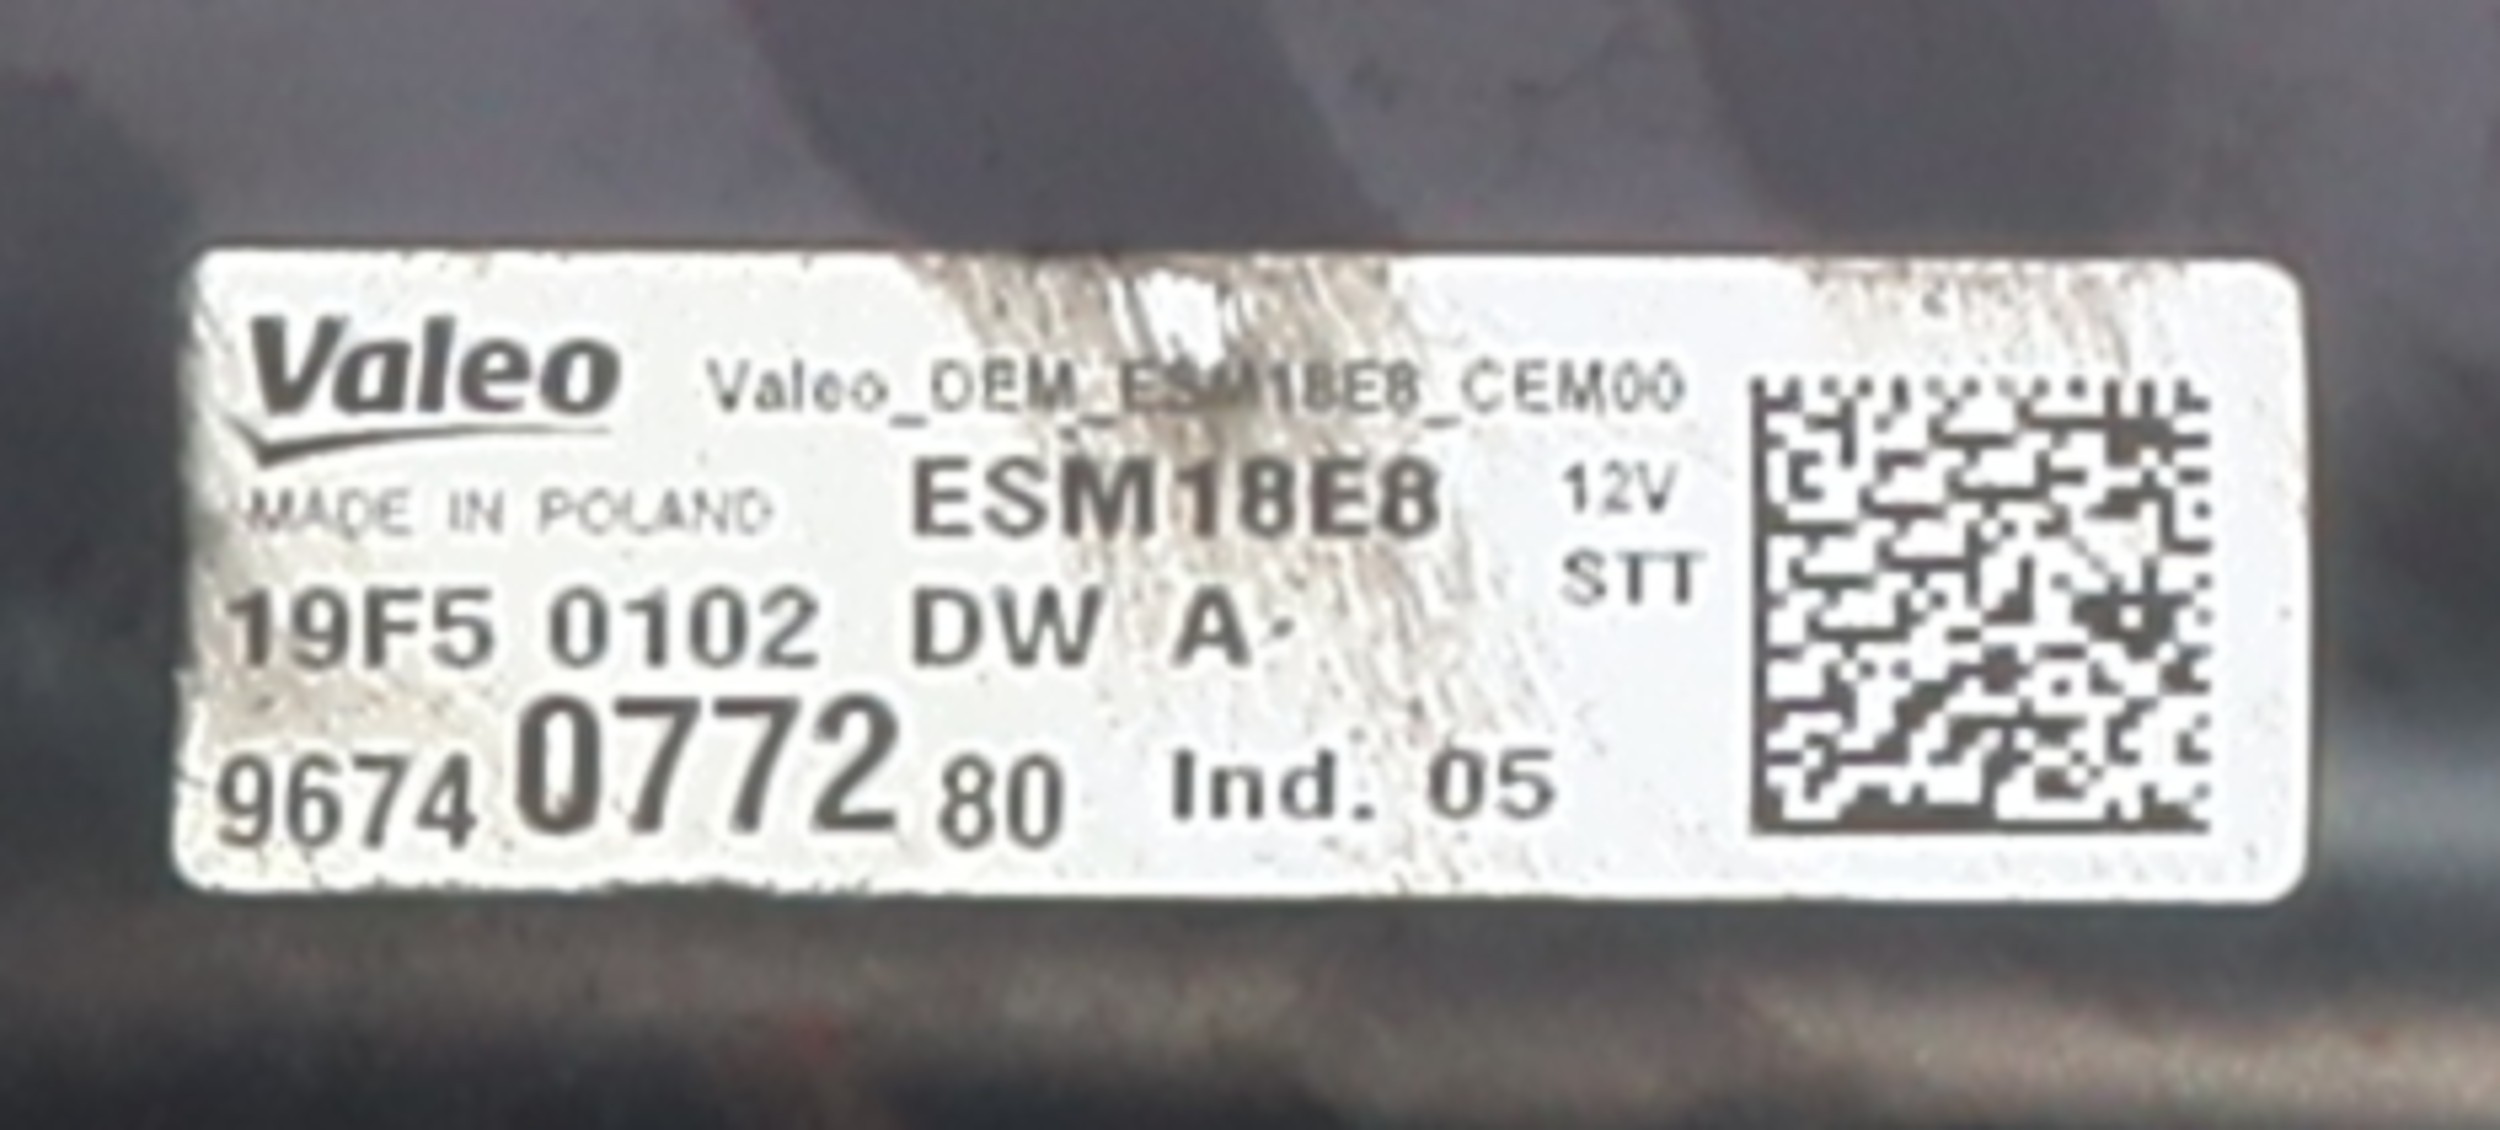 Valeo
Valeo_OEM_ESM18E8_CEM00
MADE IN POLAND ESM18E8 12V
STT
19F5 0102 DW A-
9674 0772 80 Ind. 05